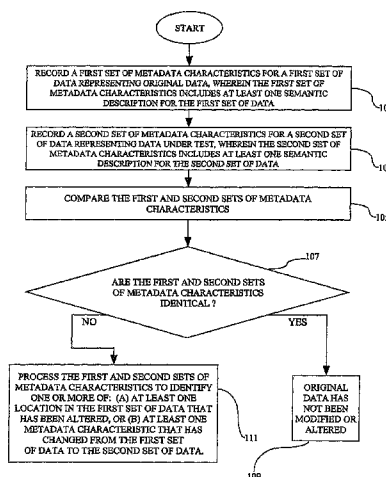 START
RECORD A FIRST SET OF METADATA CHARACTERISTICS FOR A FIRST SET OF
DATA REPRESENTING ORIGINAL DATA, WHEREIN THE FIRST SET OF
METADATA CHARACTERISTICS INCLUDES AT LEAST ONE SEMANTIC
DESCRIPTION FOR THE FIRST SET OF DATA
10
RECORD A SECOND SET OF METADATA CHARACTERISTICS FOR A SECOND SET
OF DATA REPRESENTING DATA UNDER TEST, WHEREIN THE SECOND SET OF
METADATA CHARACTERISTICS INCLUDES AT LEAST ONE SEMANTIC
DESCRIPTION FOR THE SECOND SET OF DATA
10
COMPARE THE FIRST AND SECOND SETS OF METADATA
CHARACTERISTICS
105
107
ARE THE FIRST AND SECOND SETS
OF METADATA CHARACTERISTICS
IDENTICAL ?
NO
YES
PROCESS THE FIRST AND SECOND SETS OF
METADATA CHARACTERISTICS TO IDENTIFY
ONE OR MORE OF: (A) AT LEAST ONE
LOCATION IN THE FIRST SET OF DATA THAT
HAS BEEN ALTERED, OR (B) AT LEAST ONE
METADATA CHARACTERISTIC THAT HAS
CHANGED FROM THE FIRST SET
OF DATA TO THE SECOND SET OF DATA.
111
ORIGINAL
DATA HAS
NOT BEEN
MODIFIED OR
ALTERED
109